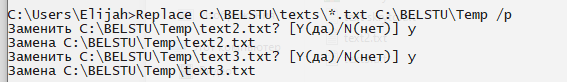 C:\Users\Elijah>Replace C:\BELSTU\texts\*.txt C:\BELSTU\Temp /p
Заменить C:\BELSTU\Temp\text2.txt? [Y(да)/N(нет)] y
Замена C:\BELSTU\Temp\text2.txt
Заменить C:\BELSTU\Temp\text3.txt? [Y(да)/N(нет)] y
Замена C:\BELSTU\Temp\text3.txt